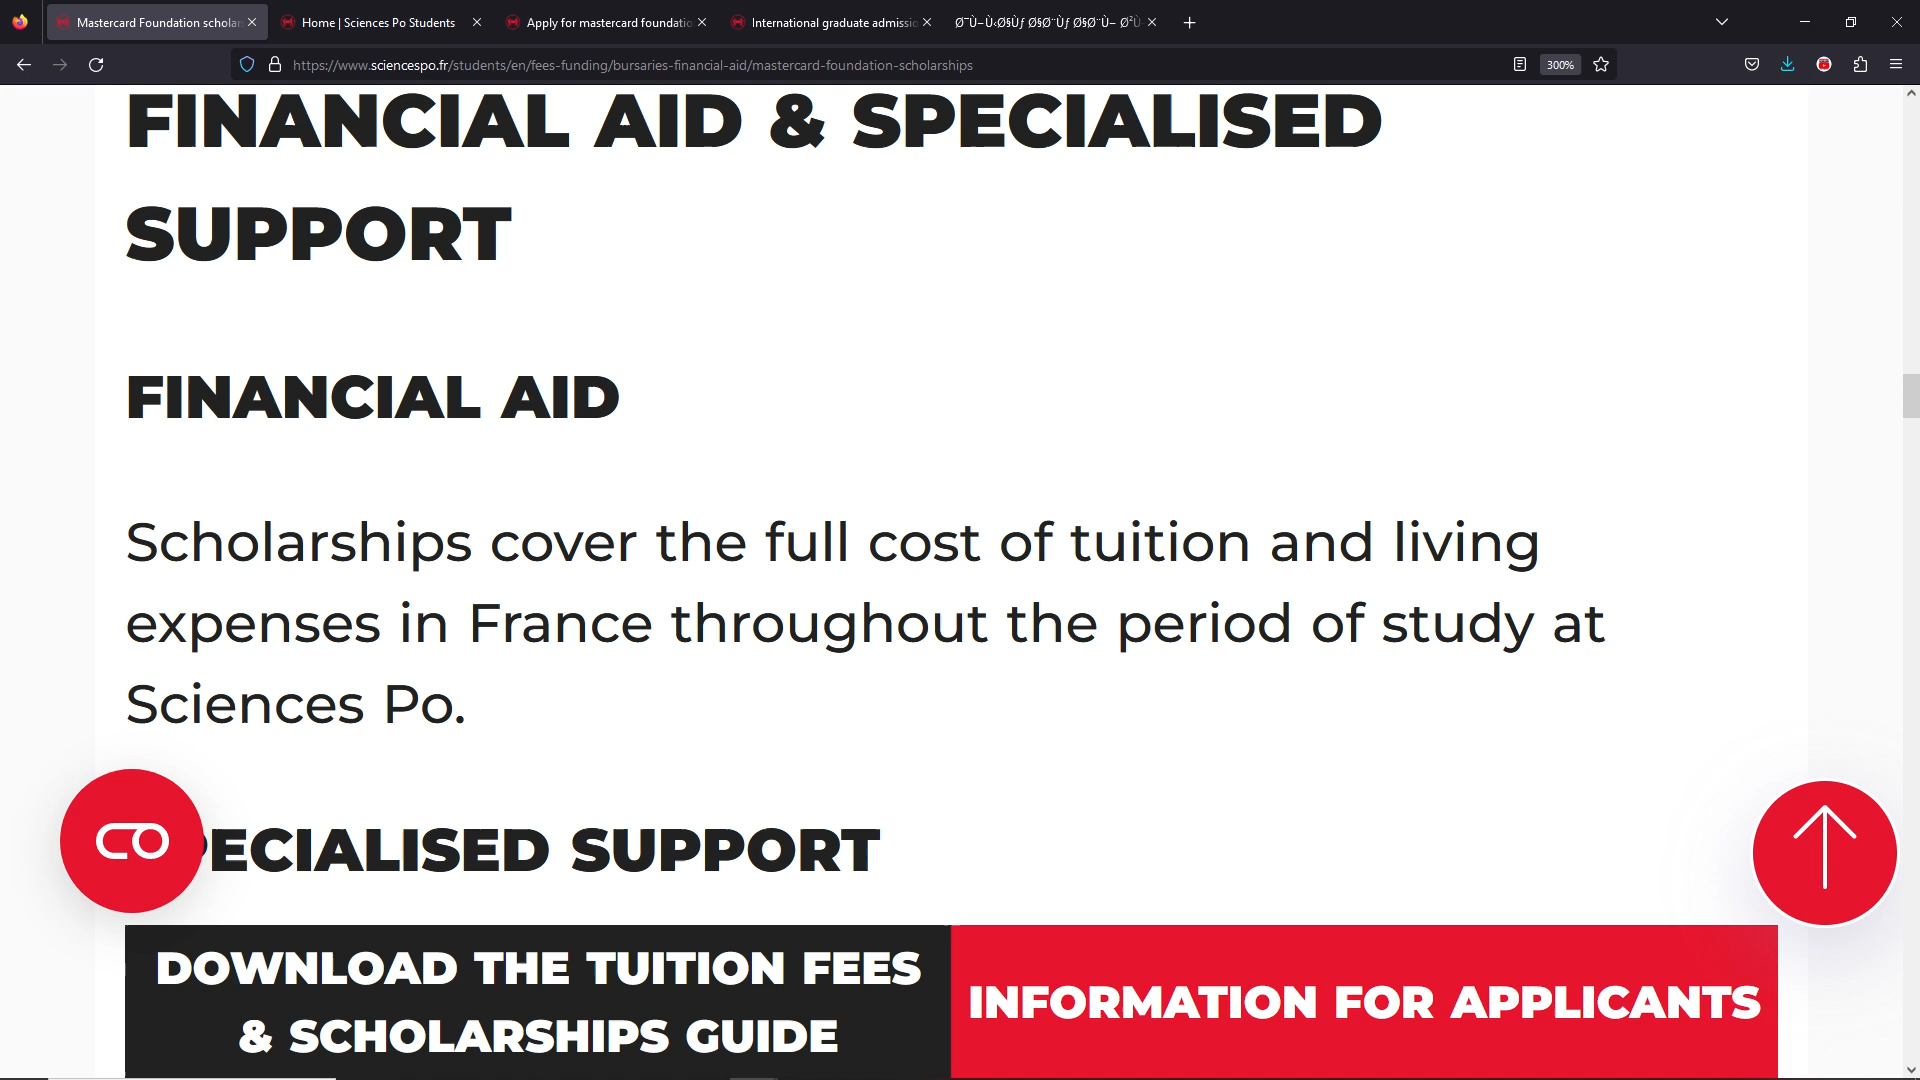 Mastercard Foundation scholar
Home | Sciences Po Students
Apply for mastercard foundatio
International graduate admissio
https://www.sciencespo.fr/students/en/fees-funding/bursaries-financial-aid/mastercard-foundation-scholarships
300%
FINANCIAL AID & SPECIALISED
SUPPORT
FINANCIAL AID
Scholarships cover the full cost of tuition and living
expenses in France throughout the period of study at
Sciences Po.
PECIALISED SUPPORT
DOWNLOAD THE TUITION FEES
& SCHOLARSHIPS GUIDE
INFORMATION FOR APPLICANTS